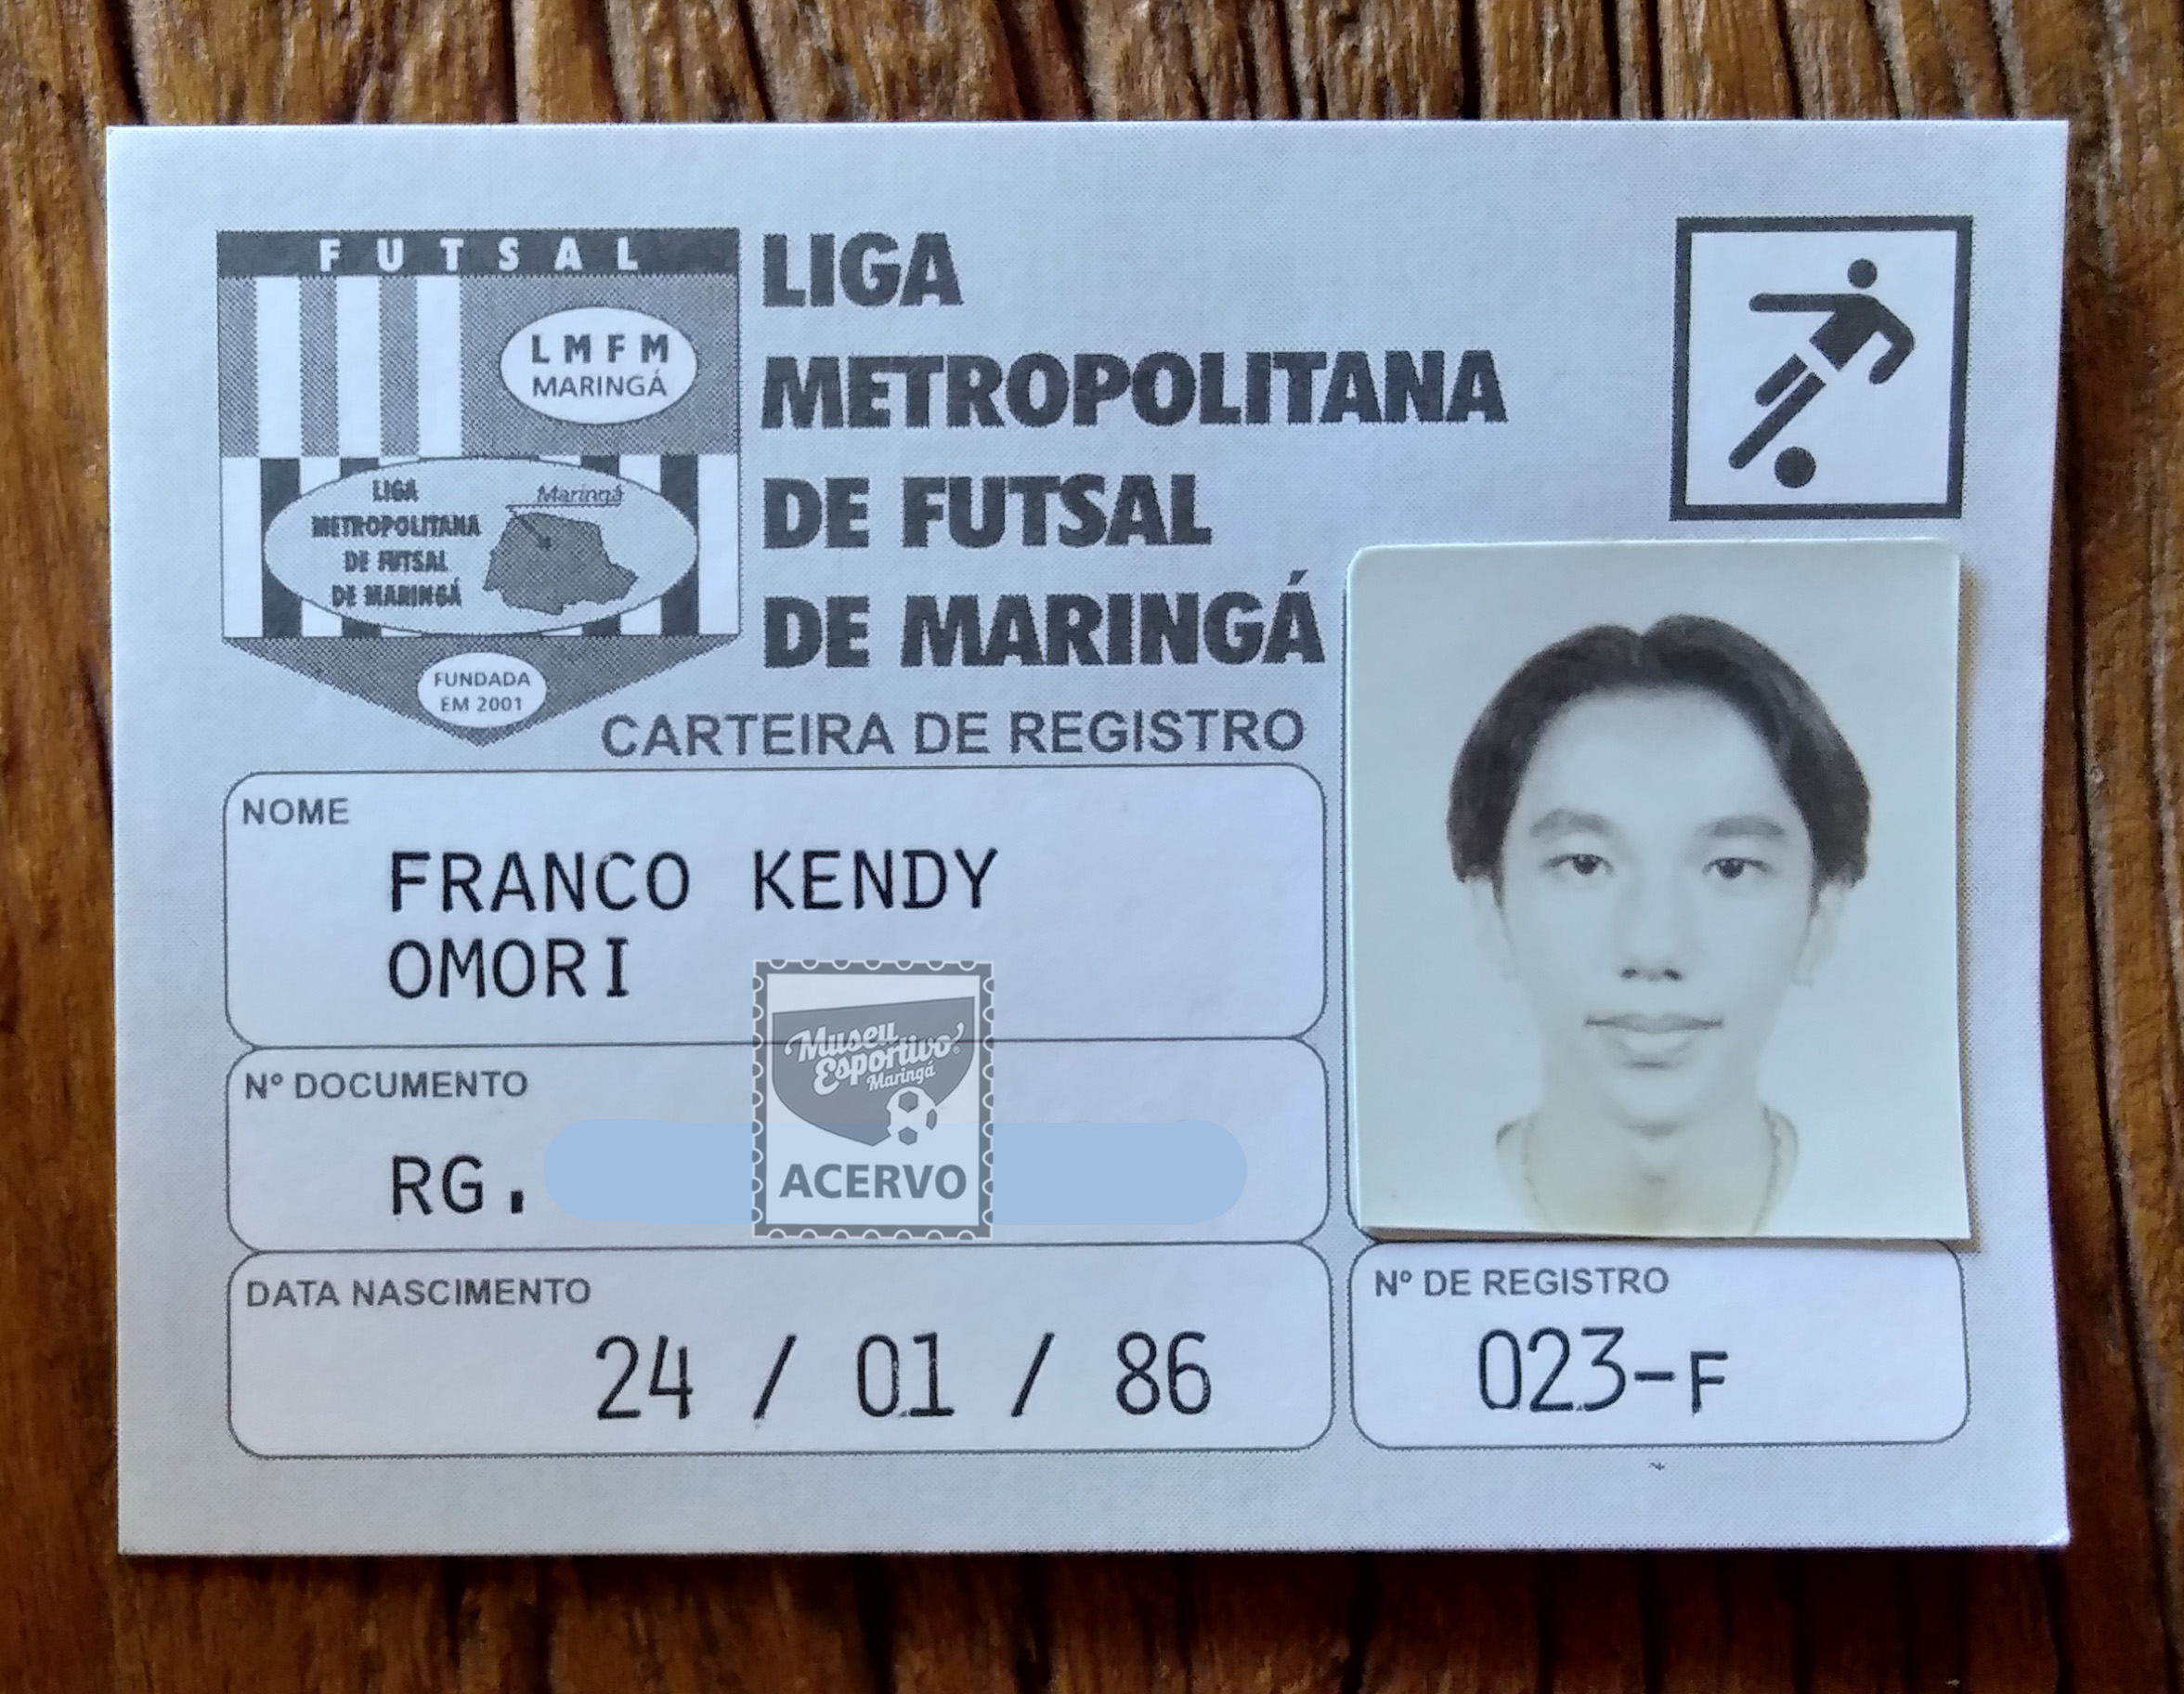 FUTSAL
LMFM
MARINGÁ
LIGA
METROPOLITANA
DE FUTSAL
DE MARINGÁ
Maringá
FUNDADA
EM 2001
LIGA
METROPOLITANA
DE FUTSAL
DE MARINGÁ
CARTEIRA DE REGISTRO
NOME
FRANCO KENDY
OMORI
Nº DOCUMENTO
RG.
Museu
Esportivo
Maringá
ACERVO
DATA NASCIMENTO
24 / 01 / 86
Nº DE REGISTRO
023-F